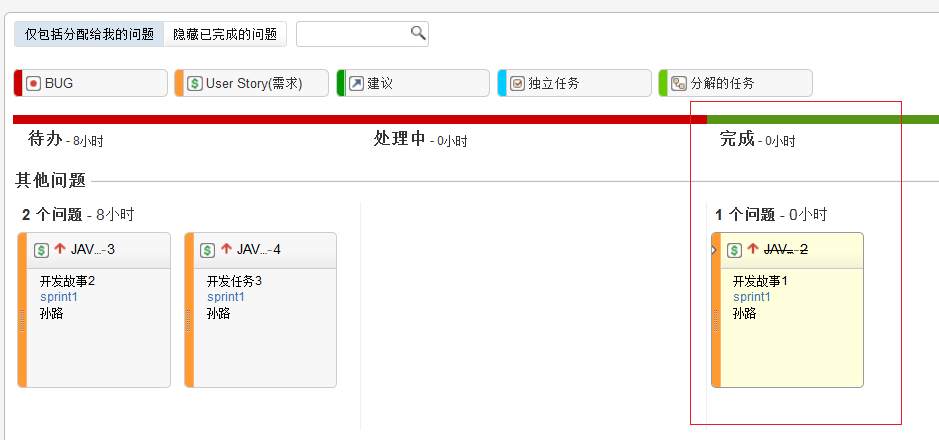 仅包括分配给我的问题 隐藏已完成的问题
BUG User Story(需求) 建议 独立任务 分解的任务
待办 - 8小时 处理中 - 0小时 完成 - 0小时
其他问题
2 个问题 - 8小时 1 个问题 - 0小时
JAV...-3 JAV...-4 JAV...-2
开发故事2 开发任务3 开发故事1
sprint1 sprint1 sprint1
孙路 孙路 孙路